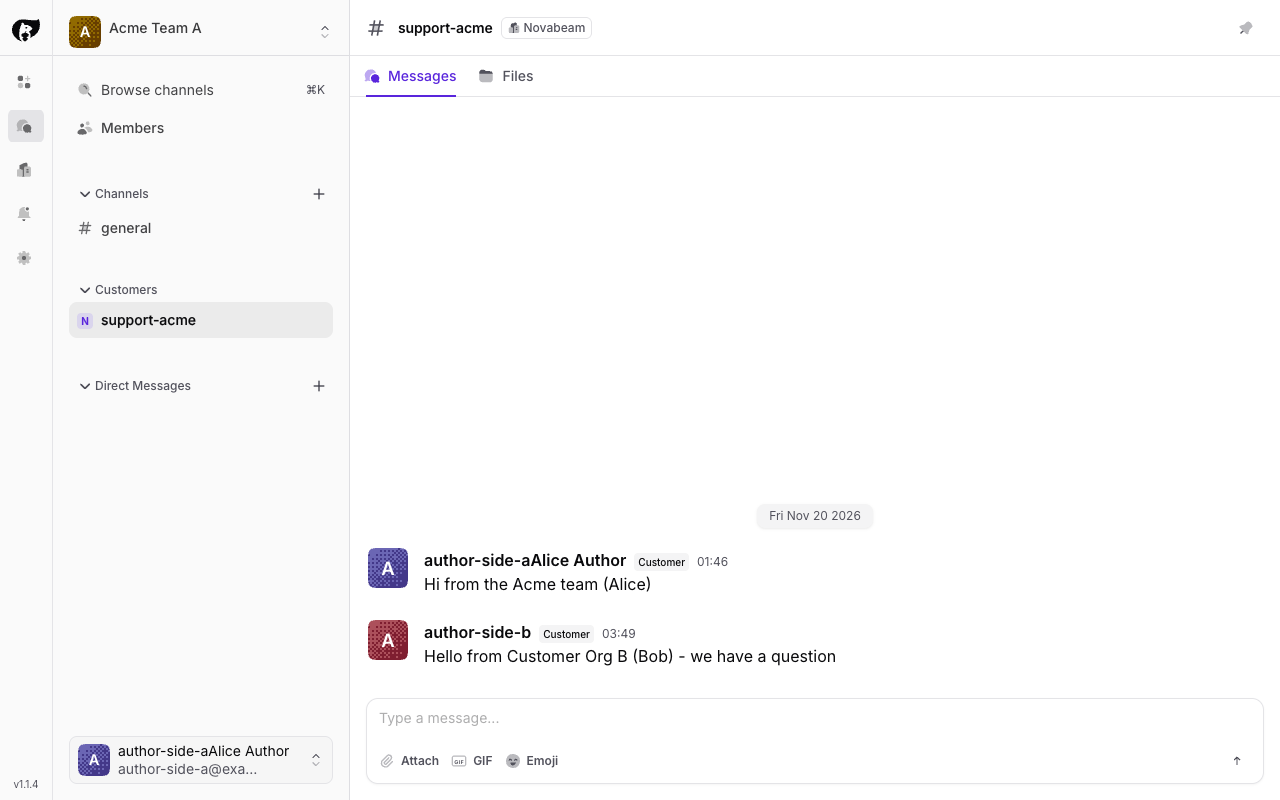 A
Acme Team A
Browse channels
⌘K
Members
Channels
general
Customers
N
support-acme
Direct Messages
A
author-side-aAlice Author
author-side-a@exa...
v1.1.4
support-acme
Novabeam
Messages
Files
Fri Nov 20 2026
A
author-side-aAlice Author Customer 01:46
Hi from the Acme team (Alice)
A
author-side-b Customer 03:49
Hello from Customer Org B (Bob) - we have a question
Type a message...
Attach
GIF
GIF
Emoji